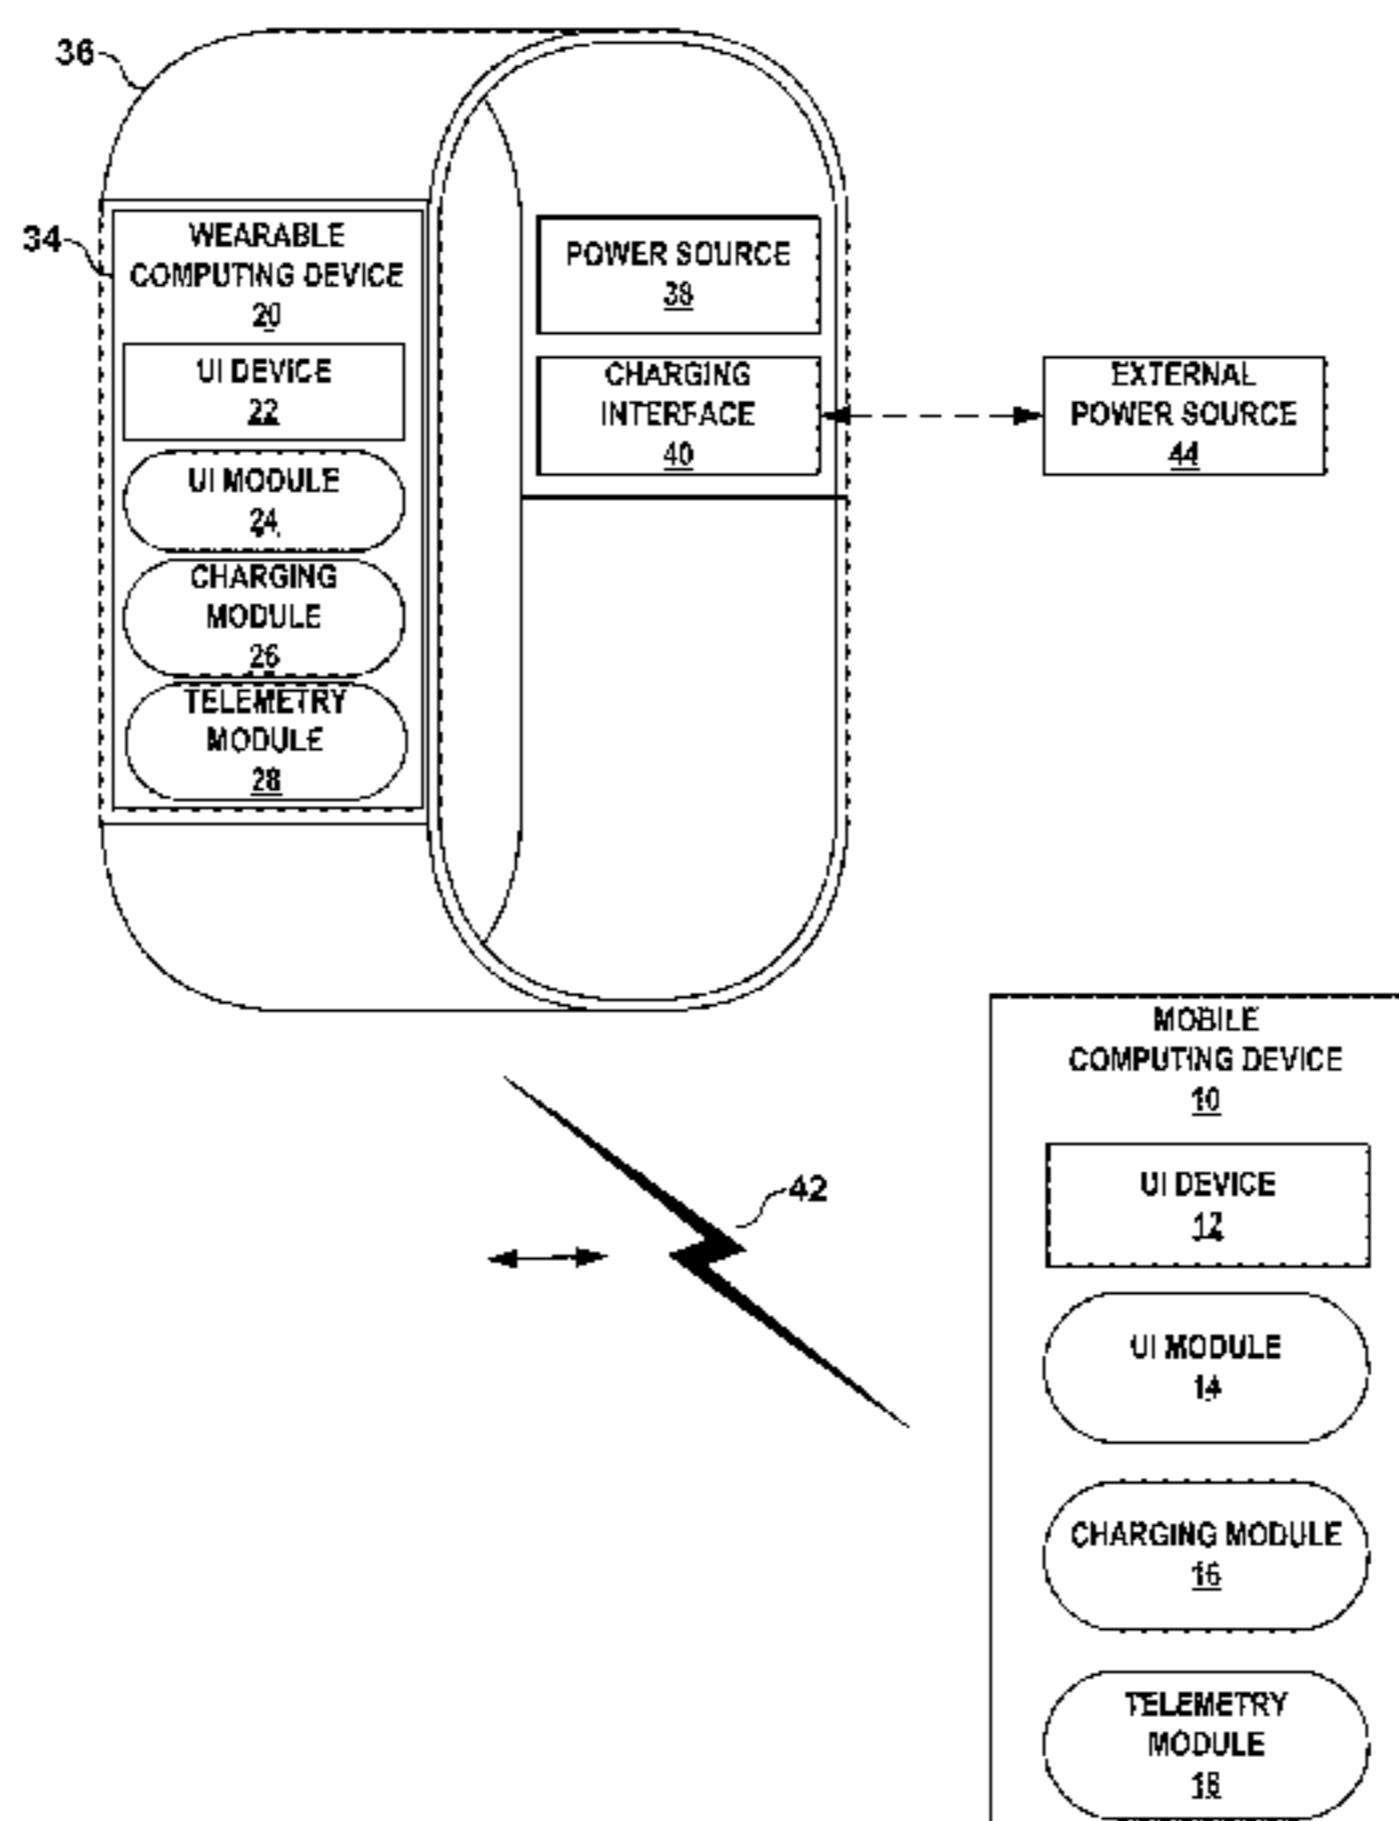 36
34
WEARABLE
COMPUTING DEVICE
20
UI DEVICE
22
UI MODULE
24
CHARGING
MODULE
26
TELEMETRY
MODULE
28
POWER SOURCE
38
CHARGING
INTERFACE
40
EXTERNAL
POWER SOURCE
44
42
MOBILE
COMPUTING DEVICE
10
UI DEVICE
12
UI MODULE
14
CHARGING MODULE
16
TELEMETRY
MODULE
18